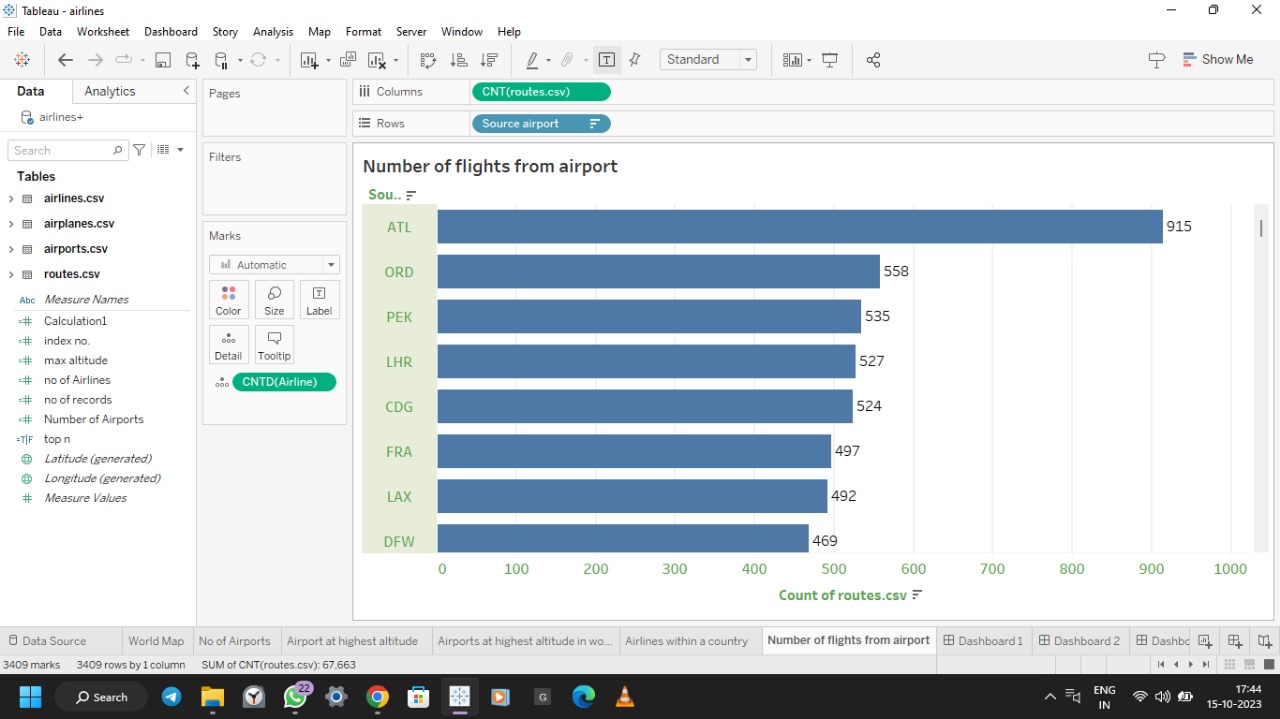 Tableau - airlines
File Data Worksheet Dashboard Story Analysis Map Format Server Window Help
Standard
Show Me
Data Analytics
airlines+
Search
Tables
airlines.csv
airplanes.csv
airports.csv
routes.csv
Abc Measure Names
Calculation1
index no.
max altitude
no of Airlines
no of records
Number of Airports
=T|F top n
Latitude (generated)
Longitude (generated)
Measure Values
Pages
Filters
Marks
Automatic
Color Size Label
Detail Tooltip
CNTD(Airline)
Columns CNT(routes.csv)
Rows Source airport
Number of flights from airport
Sou..
ATL 915
ORD 558
PEK 535
LHR 527
CDG 524
FRA 497
LAX 492
DFW 469
0 100 200 300 400 500 600 700 800 900 1000
Count of routes.csv
Data Source World Map No of Airports Airport at highest altitude Airports at highest altitude in wo... Airlines within a country Number of flights from airport Dashboard 1 Dashboard 2 Dashbc
3409 marks 3409 rows by 1 column SUM of CNT(routes.csv): 67,663
Search 22 G ENG IN 17:44 15-10-2023